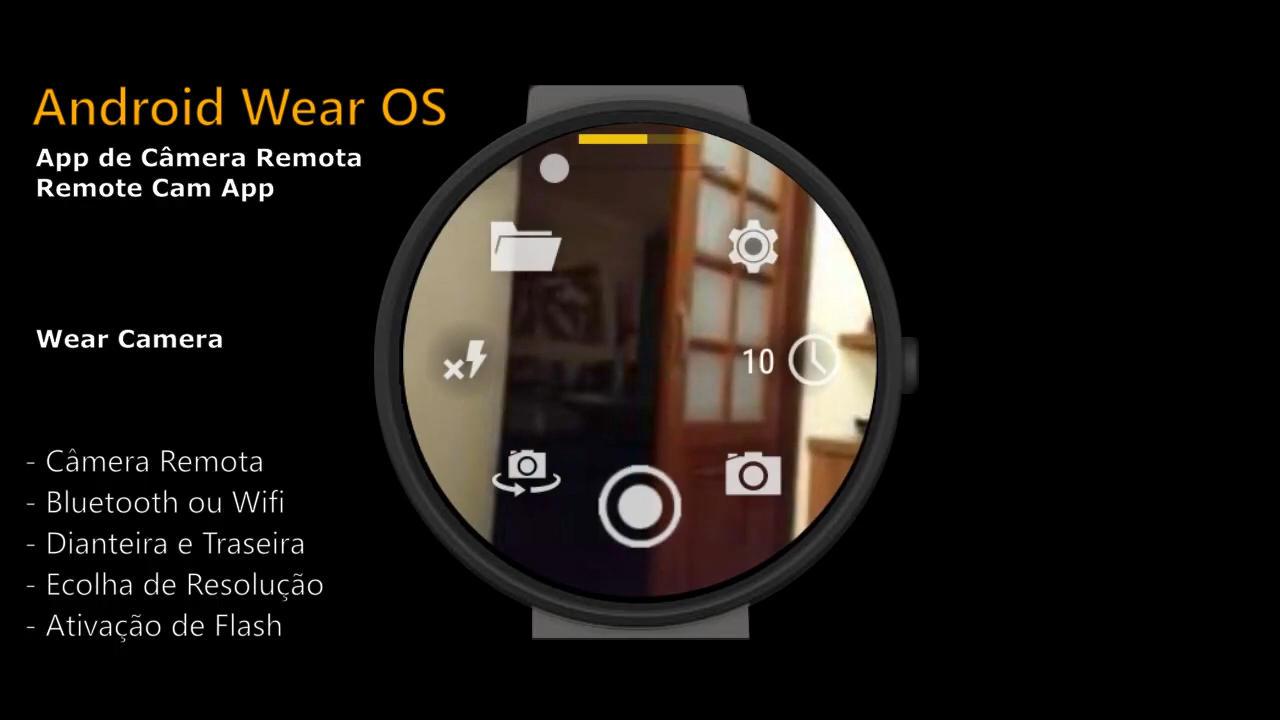 Android Wear OS
App de Câmera Remota
Remote Cam App
Wear Camera
10
- Câmera Remota
- Bluetooth ou Wifi
- Dianteira e Traseira
- Ecolha de Resolução
- Ativação de Flash